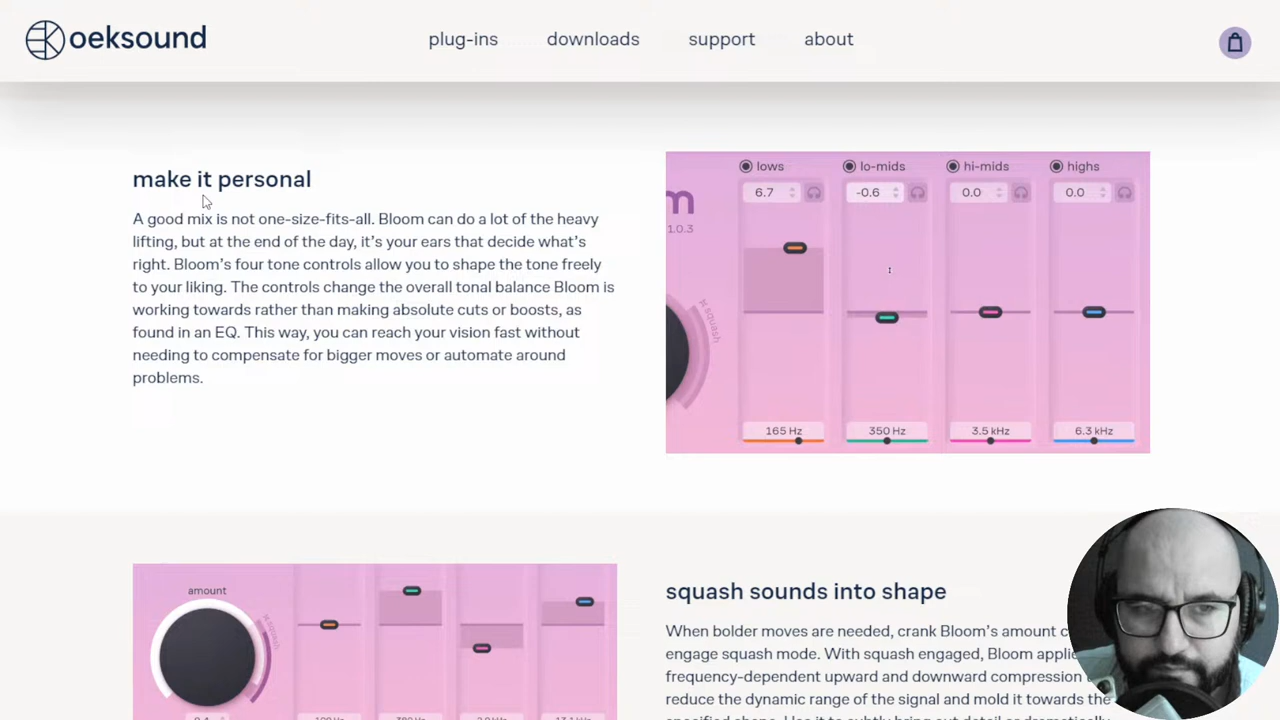 oeksound
plug-ins
downloads
support
about
make it personal
A good mix is not one-size-fits-all. Bloom can do a lot of the heavy
lifting, but at the end of the day, it's your ears that decide what's
right. Bloom's four tone controls allow you to shape the tone freely
to your liking. The controls change the overall tonal balance Bloom is
working towards rather than making absolute cuts or boosts, as
found in an EQ. This way, you can reach your vision fast without
needing to compensate for bigger moves or automate around
problems.
lows lo-mids hi-mids highs
6.7 -0.6 0.0 0.0
m
1.0.3
squash
165 Hz 350 Hz 3.5 kHz 6.3 kHz
amount
squash
squash sounds into shape
When bolder moves are needed, crank Bloom's amount
engage squash mode. With squash engaged, Bloom
frequency-dependent upward and downward compression
reduce the dynamic range of the signal and mold it towards the